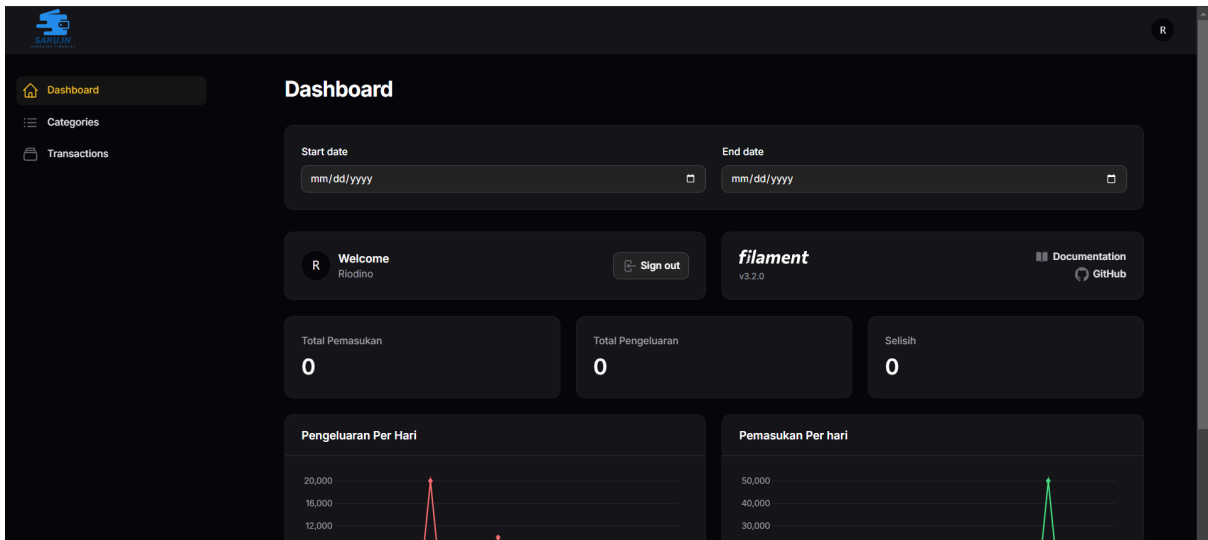 SAKU.IN
R
Dashboard
Categories
Transactions
Dashboard
Start date
mm/dd/yyyy
End date
mm/dd/yyyy
R
Welcome
Riodino
Sign out
filament
v3.2.0
Documentation
GitHub
Total Pemasukan
0
Total Pengeluaran
0
Selisih
0
Pengeluaran Per Hari
20,000
16,000
12,000
Pemasukan Per hari
50,000
40,000
30,000